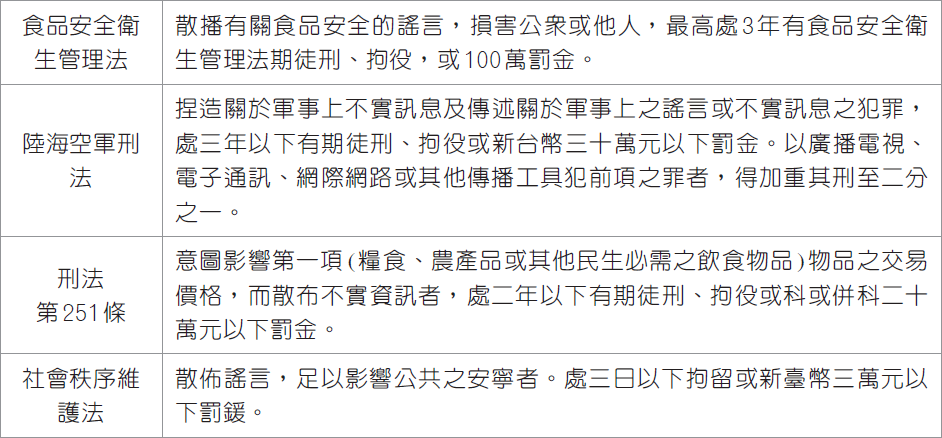 食品安全衛
生管理法
散播有關食品安全的謠言，損害公眾或他人，最高處3年有食品安全衛
生管理法期徒刑、拘役，或100萬罰金。
陸海空軍刑
法
捏造關於軍事上不實訊息及傳述關於軍事上之謠言或不實訊息之犯罪，
處三年以下有期徒刑、拘役或新台幣三十萬元以下罰金。以廣播電視、
電子通訊、網際網路或其他傳播工具犯前項之罪者，得加重其刑至二分
之一。
刑法
第251條
意圖影響第一項(糧食、農產品或其他民生必需之飲食物品)物品之交易
價格，而散布不實資訊者，處二年以下有期徒刑、拘役或科或併科二十
萬元以下罰金。
社會秩序維
護法
散佈謠言，足以影響公共之安寧者。處三日以下拘留或新臺幣三萬元以
下罰鍰。